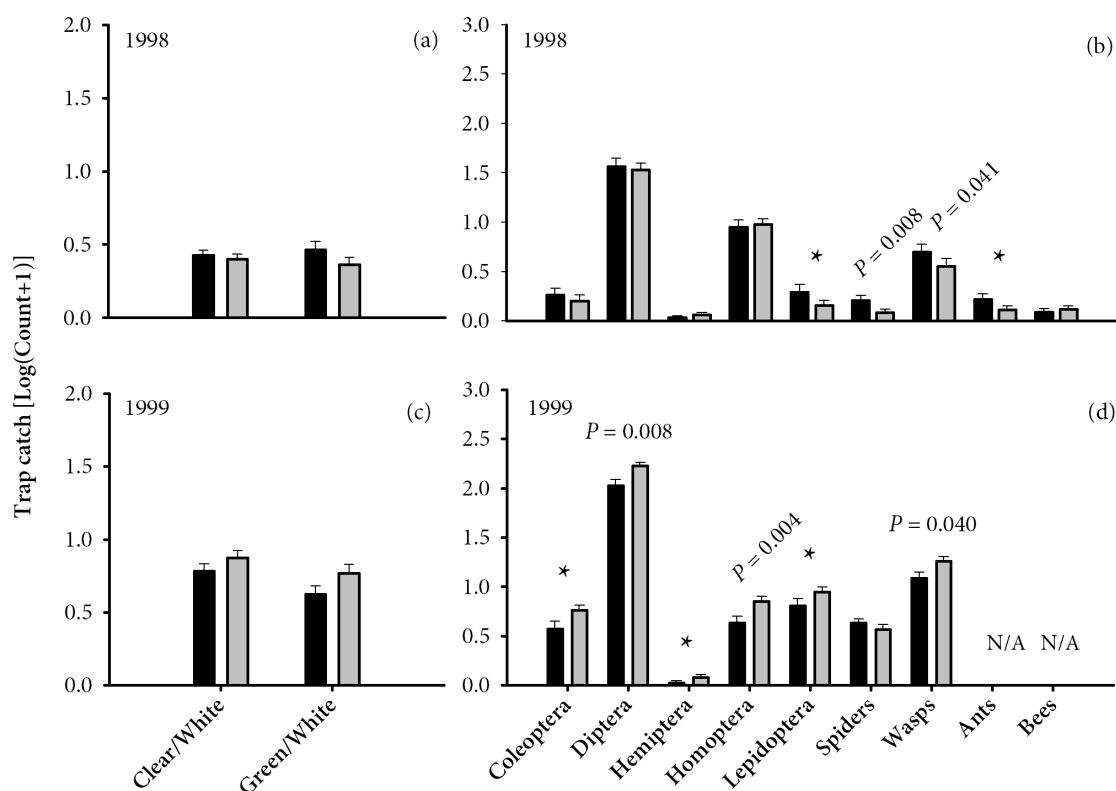 Trap catch [Log(Count+1)]
2.0
1.5
1.0
0.5
0.0
1998
(a)
3.0
2.5
2.0
1.5
1.0
0.5
0.0
1998
(b)
★
P = 0.008
P = 0.041
★
2.0
1.5
1.0
0.5
0.0
1999
(c)
Clear/White
Green/White
3.0
2.5
2.0
1.5
1.0
0.5
0.0
1999
(d)
★
P = 0.008
★
P = 0.004
★
P = 0.040
N/A
N/A
Coleoptera
Diptera
Hemiptera
Homoptera
Lepidoptera
Spiders
Wasps
Ants
Bees